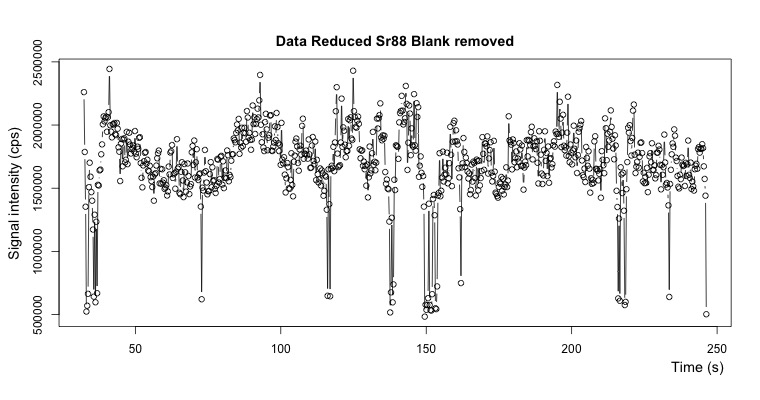 Data Reduced Sr88 Blank removed
Signal intensity (cps)
2500000
2000000
1500000
1000000
500000
50 100 150 200 250
Time (s)